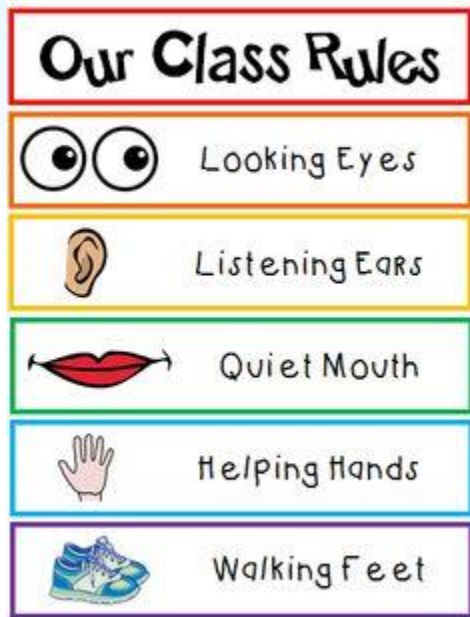 Our Class Rules
Looking Eyes
Listening Ears
Quiet Mouth
Helping Hands
Walking Feet